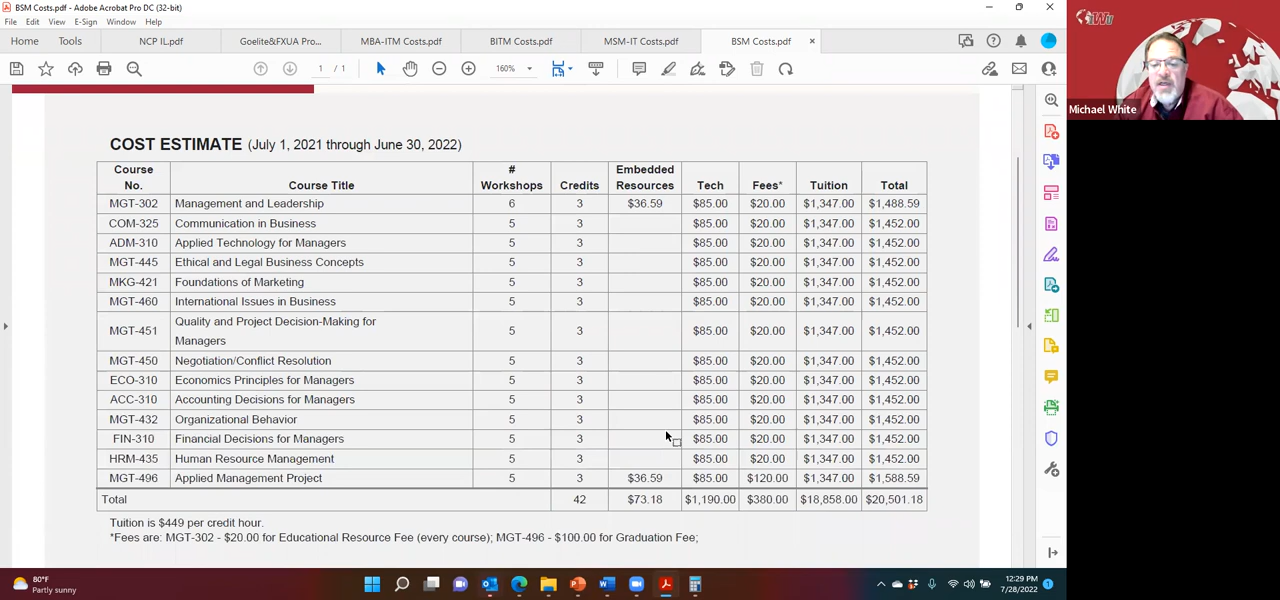 BSM Costs.pdf - Adobe Acrobat Pro DC (32-bit)
File Edit View E-Sign Window Help
Home Tools NCP IL.pdf Goelite&FXUA Pro... MBA-ITM Costs.pdf BITM Costs.pdf MSM-IT Costs.pdf BSM Costs.pdf
1 / 1 160%
IWU
Michael White
COST ESTIMATE (July 1, 2021 through June 30, 2022)
Course No. Course Title # Workshops Credits Embedded Resources Tech Fees* Tuition Total
MGT-302 Management and Leadership 6 3 $36.59 $85.00 $20.00 $1,347.00 $1,488.59
COM-325 Communication in Business 5 3 $85.00 $20.00 $1,347.00 $1,452.00
ADM-310 Applied Technology for Managers 5 3 $85.00 $20.00 $1,347.00 $1,452.00
MGT-445 Ethical and Legal Business Concepts 5 3 $85.00 $20.00 $1,347.00 $1,452.00
MKG-421 Foundations of Marketing 5 3 $85.00 $20.00 $1,347.00 $1,452.00
MGT-460 International Issues in Business 5 3 $85.00 $20.00 $1,347.00 $1,452.00
MGT-451 Quality and Project Decision-Making for Managers 5 3 $85.00 $20.00 $1,347.00 $1,452.00
MGT-450 Negotiation/Conflict Resolution 5 3 $85.00 $20.00 $1,347.00 $1,452.00
ECO-310 Economics Principles for Managers 5 3 $85.00 $20.00 $1,347.00 $1,452.00
ACC-310 Accounting Decisions for Managers 5 3 $85.00 $20.00 $1,347.00 $1,452.00
MGT-432 Organizational Behavior 5 3 $85.00 $20.00 $1,347.00 $1,452.00
FIN-310 Financial Decisions for Managers 5 3 $85.00 $20.00 $1,347.00 $1,452.00
HRM-435 Human Resource Management 5 3 $85.00 $20.00 $1,347.00 $1,452.00
MGT-496 Applied Management Project 5 3 $36.59 $85.00 $120.00 $1,347.00 $1,588.59
Total 42 $73.18 $1,190.00 $380.00 $18,858.00 $20,501.18
Tuition is $449 per credit hour.
*Fees are: MGT-302 - $20.00 for Educational Resource Fee (every course); MGT-496 - $100.00 for Graduation Fee;
80°F
Partly sunny
12:29 PM
7/28/2022
1